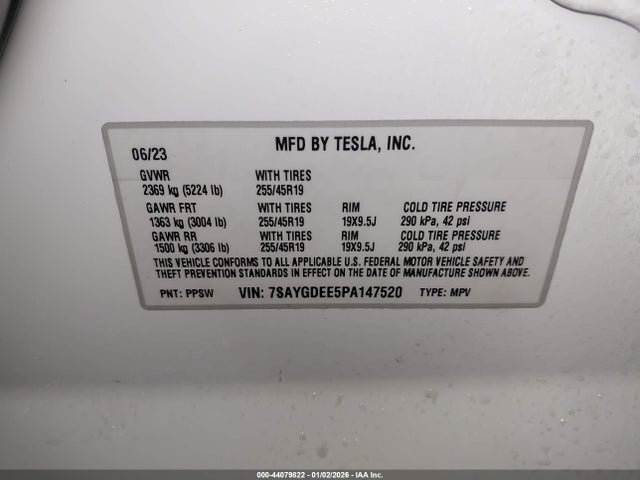 MFD BY TESLA, INC.
06/23
GVWR WITH TIRES
2369 kg (5224 lb) 255/45R19
GAWR FRT WITH TIRES RIM COLD TIRE PRESSURE
1363 kg (3004 lb) 255/45R19 19X9.5J 290 kPa, 42 psi
GAWR RR WITH TIRES RIM COLD TIRE PRESSURE
1500 kg (3306 lb) 255/45R19 19X9.5J 290 kPa, 42 psi
THIS VEHICLE CONFORMS TO ALL APPLICABLE U.S. FEDERAL MOTOR VEHICLE SAFETY AND
THEFT PREVENTION STANDARDS IN EFFECT ON THE DATE OF MANUFACTURE SHOWN ABOVE.
PNT: PPSW VIN: 7SAYGDEE5PA147520 TYPE: MPV
000-44079822 - 01/02/2026 - IAA Inc.